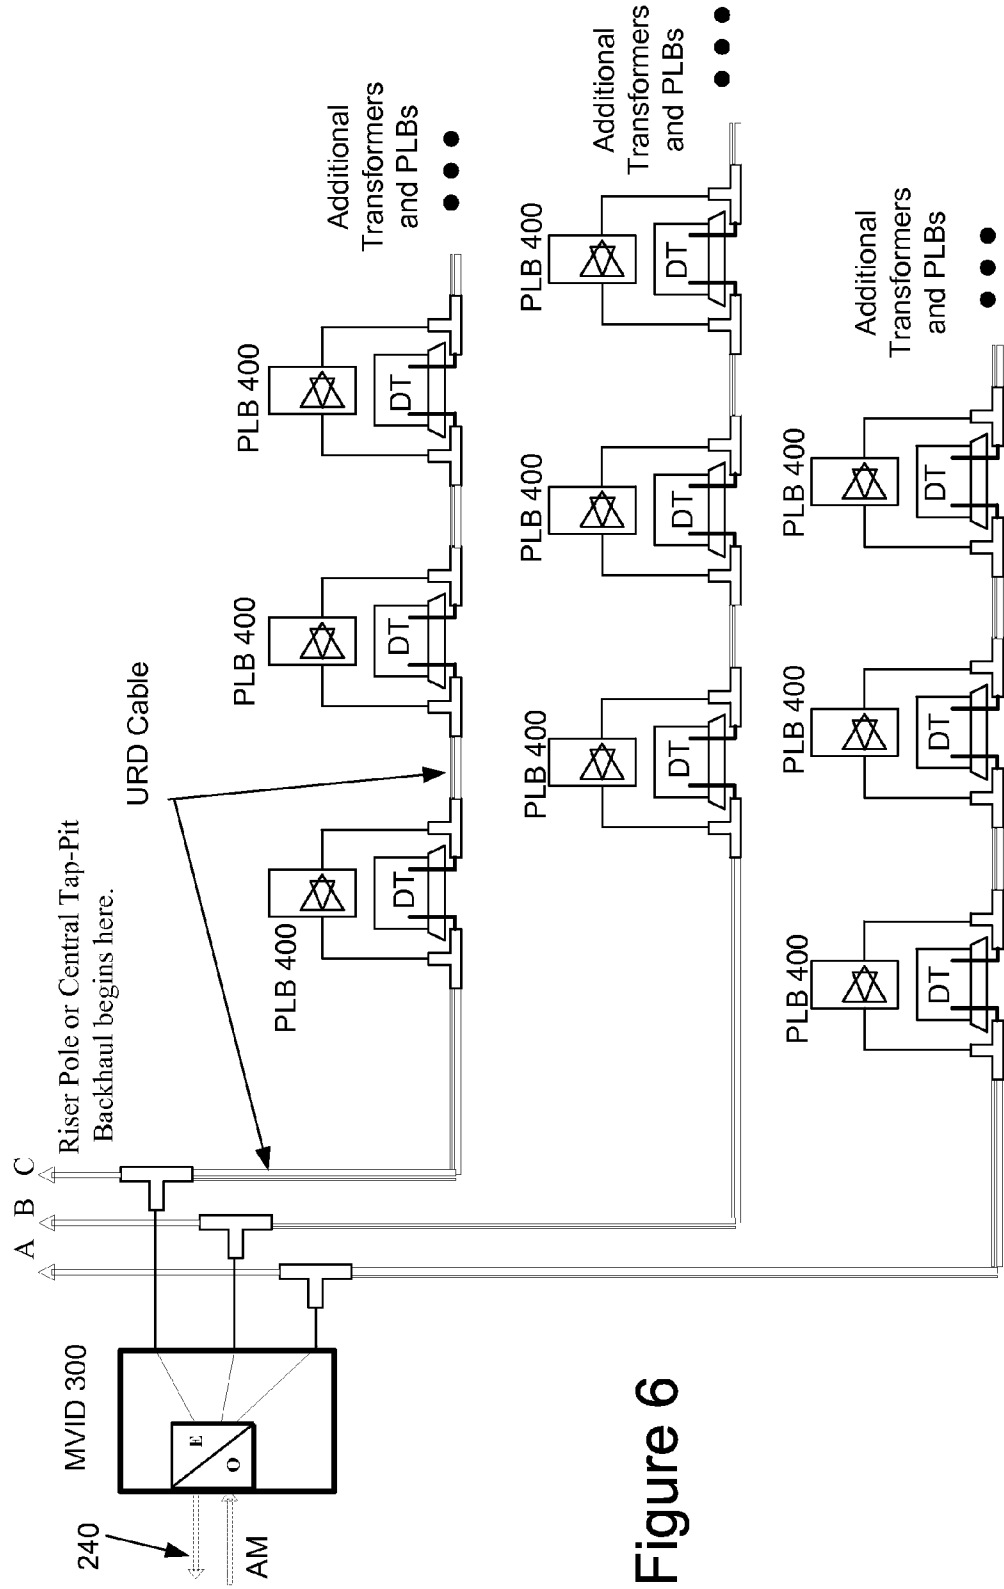 A B C
Riser Pole or Central Tap-Pit
Backhaul begins here.
MVID 300
240
AM
E
O
URD Cable
PLB 400
DT
PLB 400
DT
PLB 400
DT
Additional
Transformers
and PLBs
PLB 400
DT
PLB 400
DT
PLB 400
DT
Additional
Transformers
and PLBs
PLB 400
DT
PLB 400
DT
PLB 400
DT
Additional
Transformers
and PLBs
Figure 6